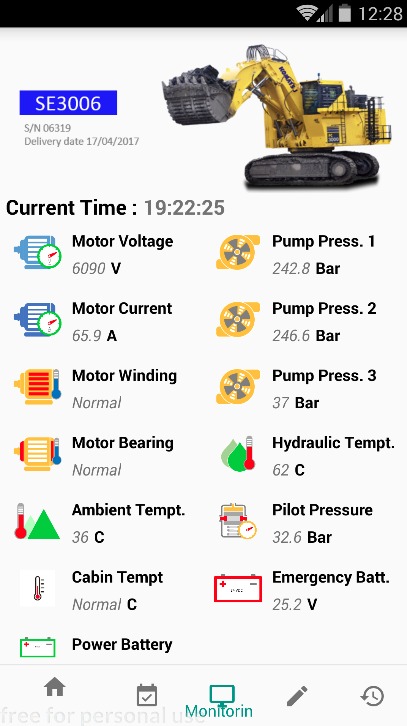 12:28
KOMATSU
SE3006
S/N 06319
Delivery date 17/04/2017
Current Time : 19:22:25
Motor Voltage
6090 V
Pump Press. 1
242.8 Bar
Motor Current
65.9 A
Pump Press. 2
246.6 Bar
Motor Winding
Normal
Pump Press. 3
37 Bar
Motor Bearing
Normal
Hydraulic Tempt.
62 C
Ambient Tempt.
36 C
Pilot Pressure
32.6 Bar
Cabin Tempt
Normal C
Emergency Batt.
25.2 V
Power Battery
Monitorin
free for personal use